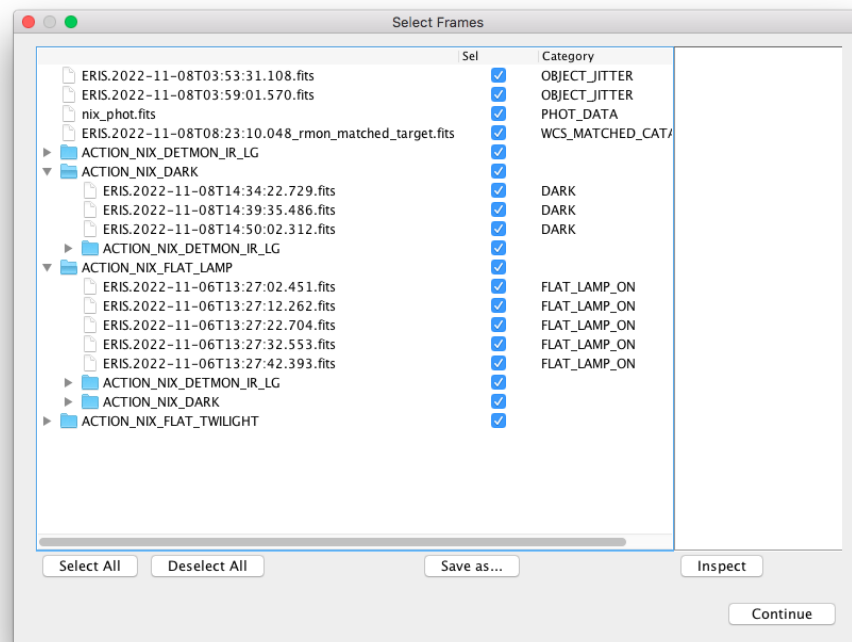 Select Frames
Sel Category
ERIS.2022-11-08T03:53:31.108.fits OBJECT_JITTER
ERIS.2022-11-08T03:59:01.570.fits OBJECT_JITTER
nix_phot.fits PHOT_DATA
ERIS.2022-11-08T08:23:10.048_rmon_matched_target.fits WCS_MATCHED_CATA
ACTION_NIX_DETMON_IR_LG
ACTION_NIX_DARK
ERIS.2022-11-08T14:34:22.729.fits DARK
ERIS.2022-11-08T14:39:35.486.fits DARK
ERIS.2022-11-08T14:50:02.312.fits DARK
ACTION_NIX_DETMON_IR_LG
ACTION_NIX_FLAT_LAMP
ERIS.2022-11-06T13:27:02.451.fits FLAT_LAMP_ON
ERIS.2022-11-06T13:27:12.262.fits FLAT_LAMP_ON
ERIS.2022-11-06T13:27:22.704.fits FLAT_LAMP_ON
ERIS.2022-11-06T13:27:32.553.fits FLAT_LAMP_ON
ERIS.2022-11-06T13:27:42.393.fits FLAT_LAMP_ON
ACTION_NIX_DETMON_IR_LG
ACTION_NIX_DARK
ACTION_NIX_FLAT_TWILIGHT
Select All Deselect All Save as... Inspect
Continue